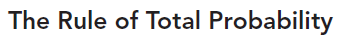 The Rule of Total Probability